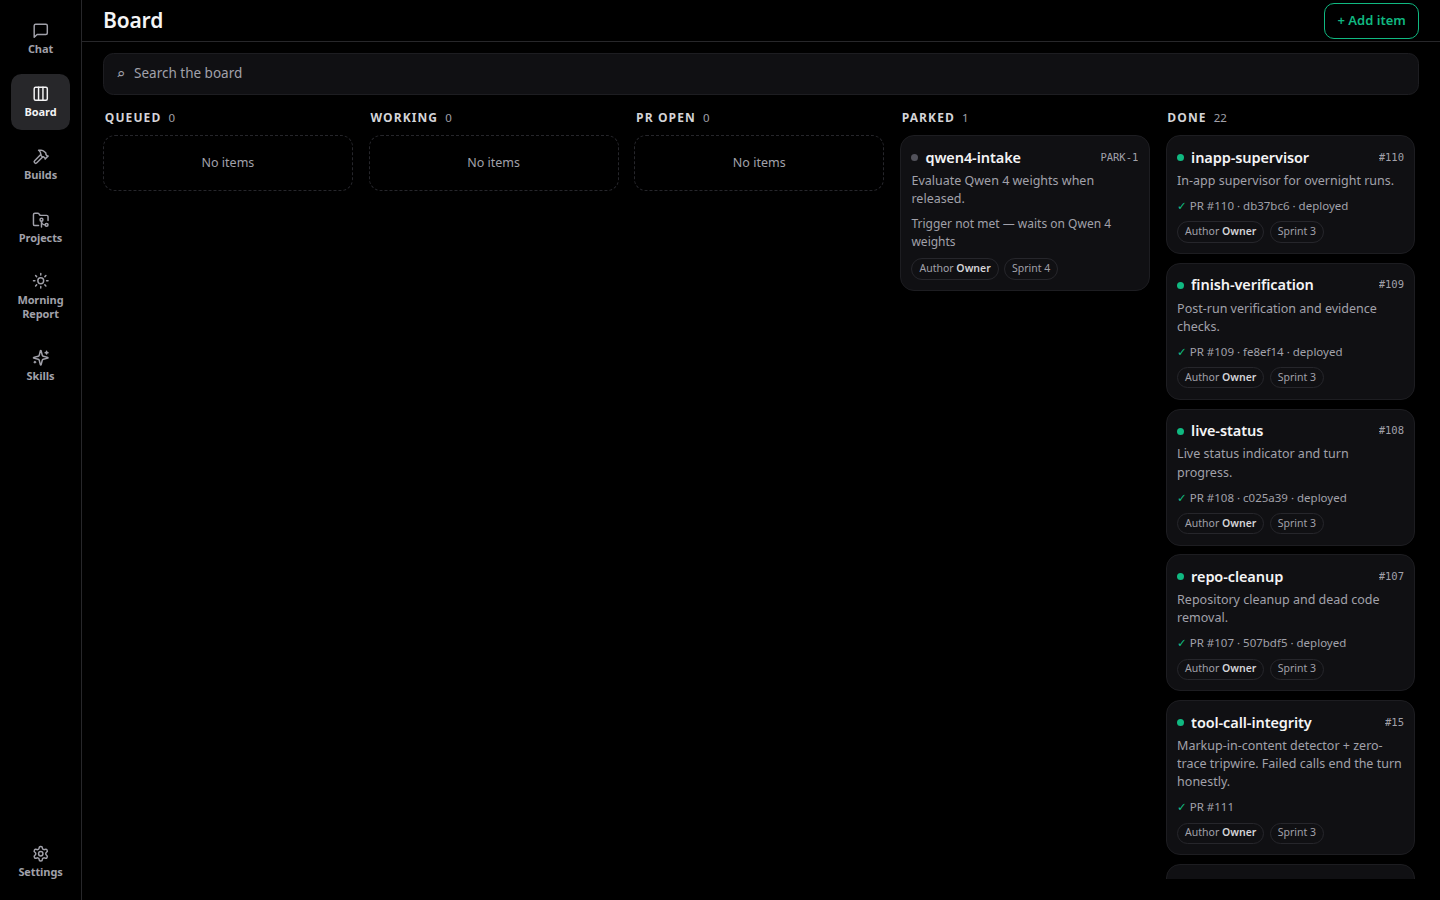 Chat
Board
Builds
Projects
Morning
Report
Skills
Settings
Board
+ Add item
Search the board
QUEUED 0
No items
WORKING 0
No items
PR OPEN 0
No items
PARKED 1
qwen4-intake PARK-1
Evaluate Qwen 4 weights when
released.
Trigger not met — waits on Qwen 4
weights
Author Owner Sprint 4
DONE 22
inapp-supervisor #110
In-app supervisor for overnight runs.
✓ PR #110 · db37bc6 · deployed
Author Owner Sprint 3
finish-verification #109
Post-run verification and evidence
checks.
✓ PR #109 · fe8ef14 · deployed
Author Owner Sprint 3
live-status #108
Live status indicator and turn
progress.
✓ PR #108 · c025a39 · deployed
Author Owner Sprint 3
repo-cleanup #107
Repository cleanup and dead code
removal.
✓ PR #107 · 507bdf5 · deployed
Author Owner Sprint 3
tool-call-integrity #15
Markup-in-content detector + zero-
trace tripwire. Failed calls end the turn
honestly.
✓ PR #111
Author Owner Sprint 3